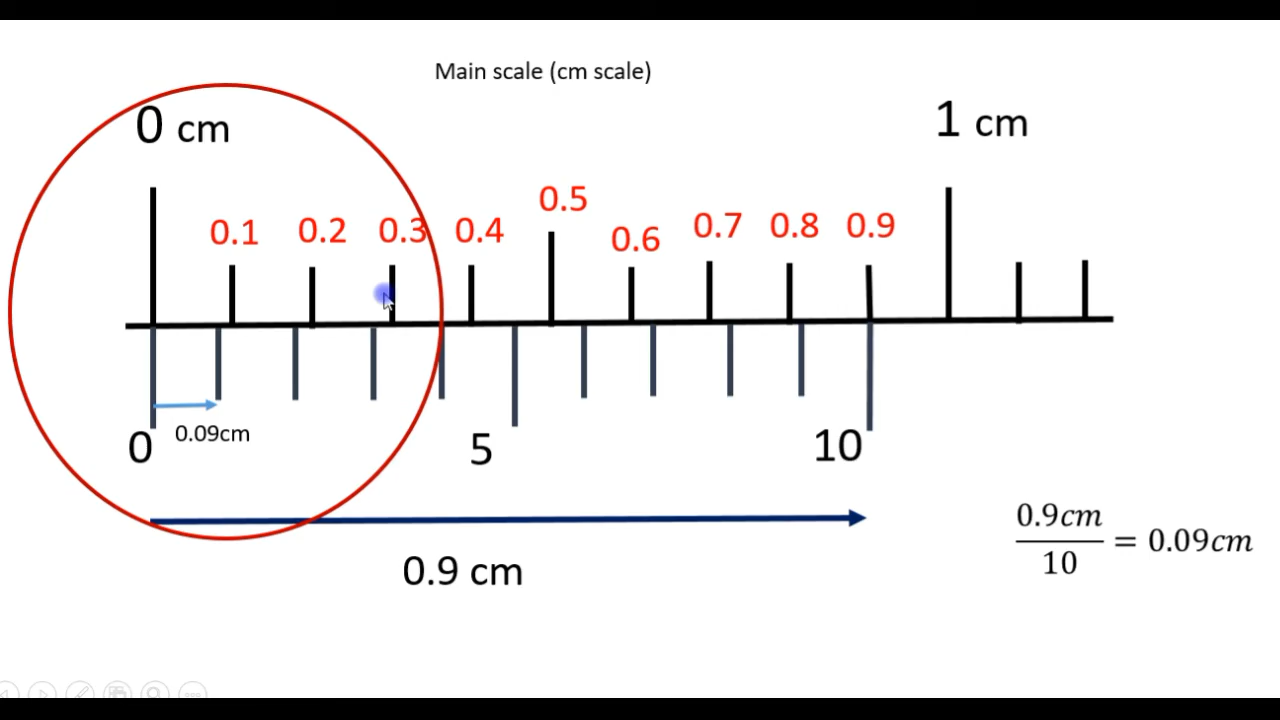 Main scale (cm scale)
0 cm
1 cm
0.1 0.2 0.3 0.4 0.5 0.6 0.7 0.8 0.9
0.09cm
0 5 10
0.9cm
10
= 0.09cm
0.9 cm